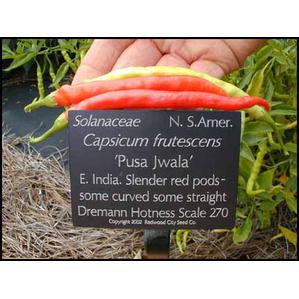 Solanaceae N. S. Amer.
Capsicum frutescens
'Pusa Jwala'
E. India. Slender red pods-
some curved some straight
Dremann Hotness Scale 270
Copyright 2002 Redwood City Seed Co.